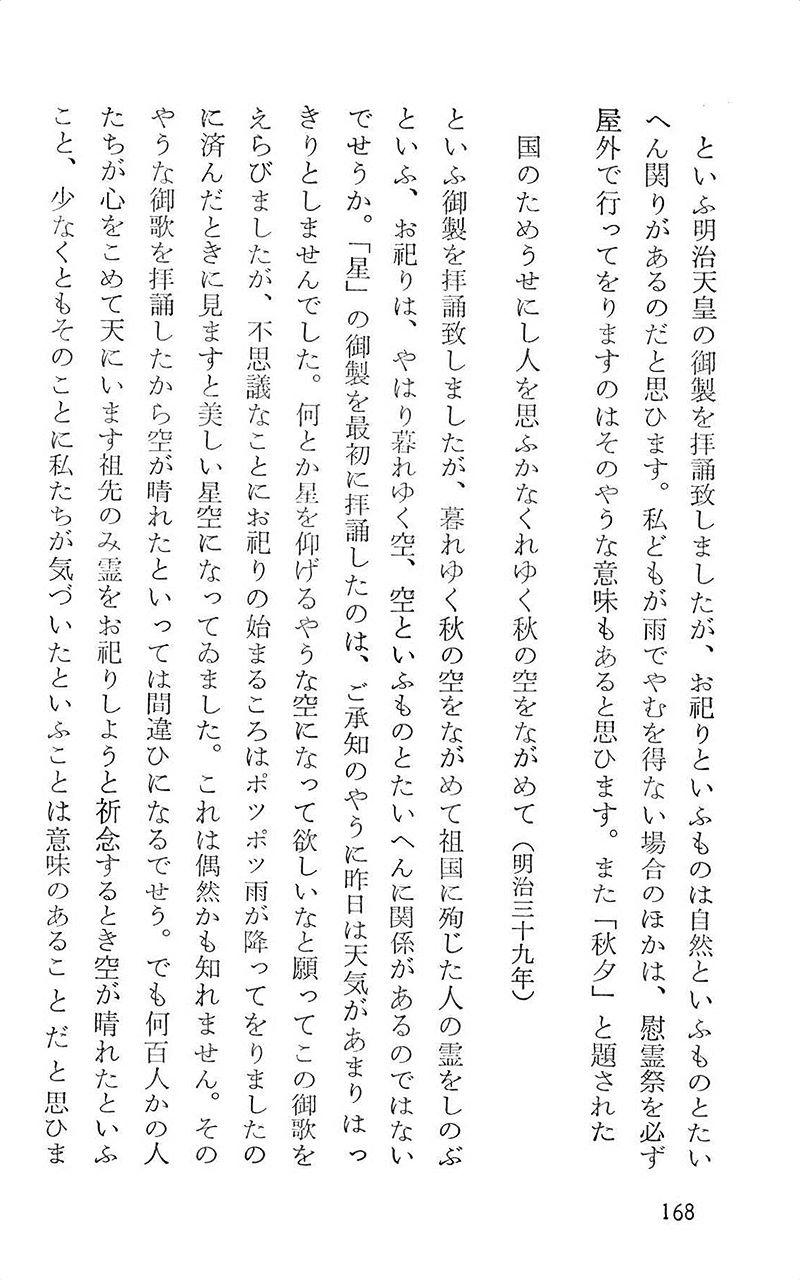 といふ明治天皇の御製を拝誦致しましたが、お祀りといふものは自然といふものとたい
へん関りがあるのだと思ひます。私どもが雨でやむを得ない場合のほかは、慰霊祭を必ず
屋外で行ってをりますのはそのやうな意味もあると思ひます。また「秋夕」と題された
国のためうせにし人を思ふかなくれゆく秋の空をながめて（明治三十九年）
といふ御製を拝誦致しましたが、暮れゆく秋の空をながめて祖国に殉じた人の霊をしのぶ
といふ、お祀りは、やはり暮れゆく空、空といふものとたいへんに関係があるのではない
でせうか。「星」の御製を最初に拝誦したのは、ご承知のやうに昨日は天気があまりはっ
きりとしませんでした。何とか星を仰げるやうな空になって欲しいなと願ってこの御歌を
えらびましたが、不思議なことにお祀りの始まるころはポツポツ雨が降ってをりましたの
に済んだときに見ますと美しい星空になってゐました。これは偶然かも知れません。その
やうな御歌を拝誦したから空が晴れたといっては間違ひになるでせう。でも何百人かの人
たちが心をこめて天にいます祖先のみ霊をお祀りしようと祈念するとき空が晴れたといふ
こと、少なくともそのことに私たちが気づいたといふことは意味のあることだと思ひま
168